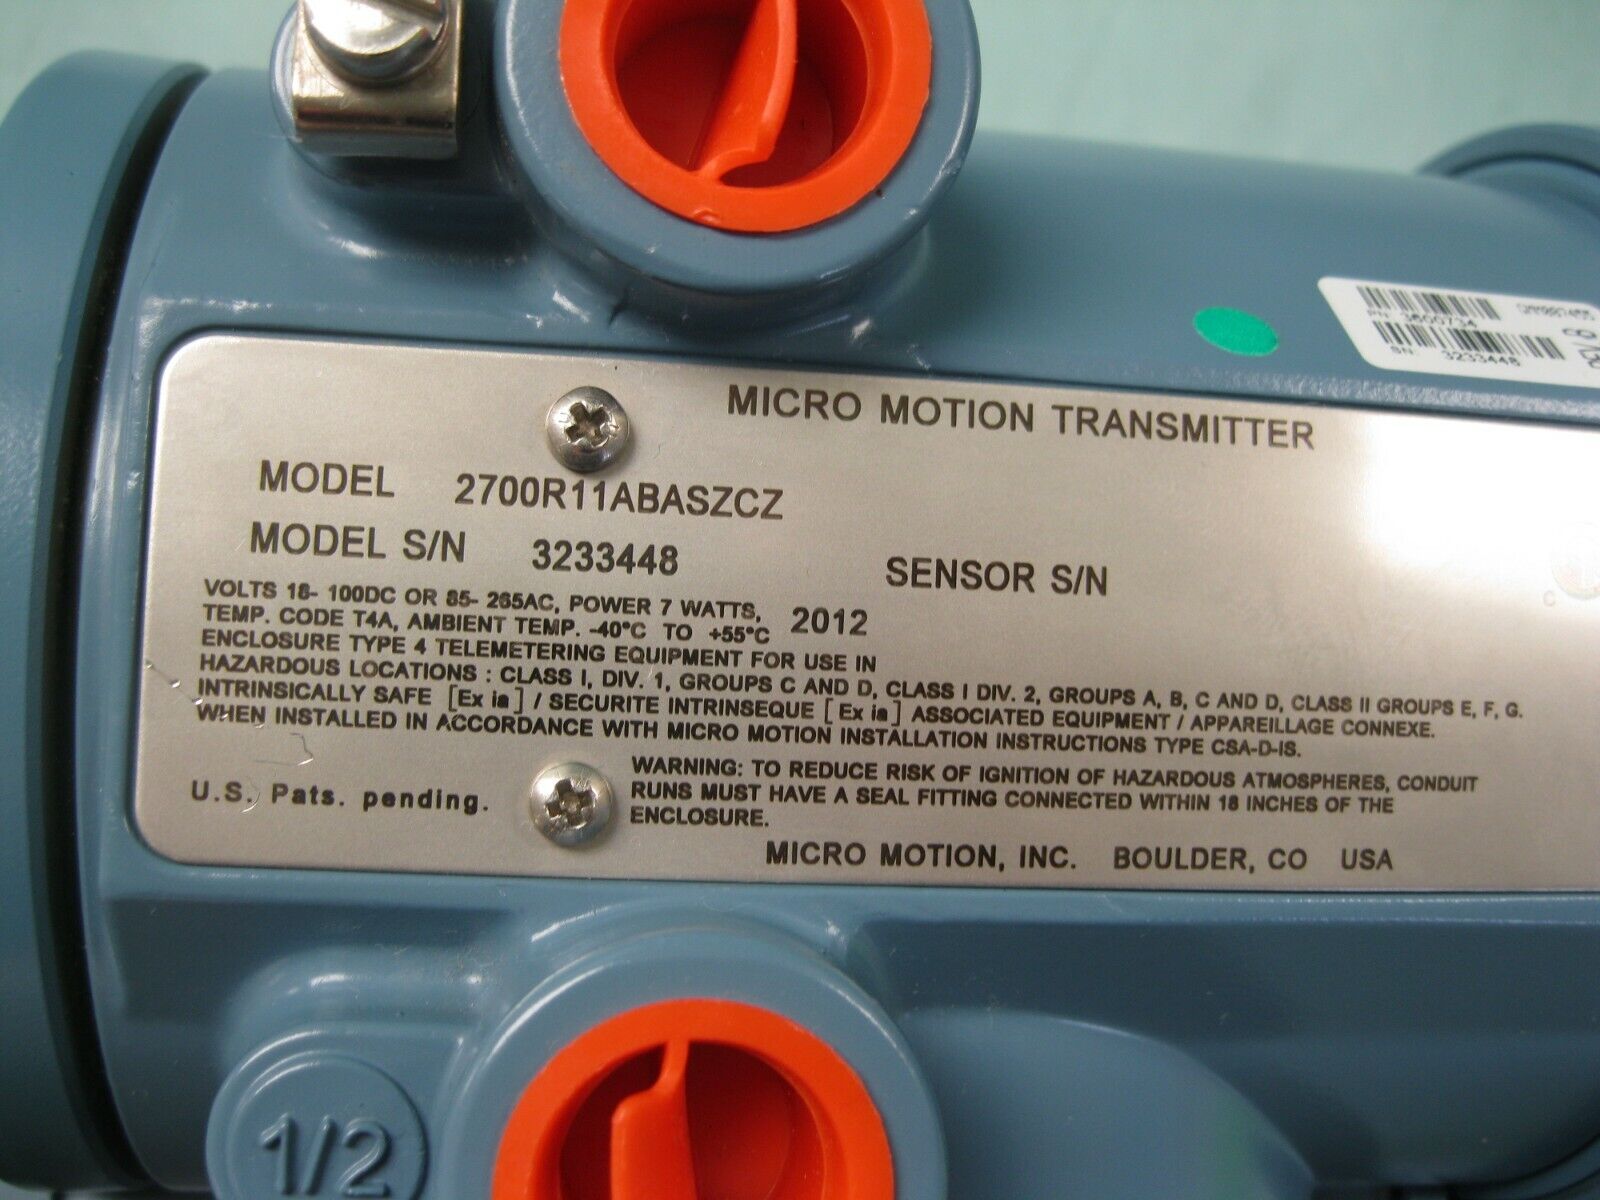 QM9887455
PN: 3600734
SN: 3233448
MICRO MOTION TRANSMITTER
MODEL 2700R11ABASZCZ
MODEL S/N 3233448 SENSOR S/N
VOLTS 18- 100DC OR 85- 265AC, POWER 7 WATTS, 2012
TEMP. CODE T4A, AMBIENT TEMP. -40°C TO +55°C
ENCLOSURE TYPE 4 TELEMETERING EQUIPMENT FOR USE IN
HAZARDOUS LOCATIONS : CLASS I, DIV. 1, GROUPS C AND D, CLASS I DIV. 2, GROUPS A, B, C AND D, CLASS II GROUPS E, F, G.
INTRINSICALLY SAFE [Ex ia] / SECURITE INTRINSEQUE [Ex ia] ASSOCIATED EQUIPMENT / APPAREILLAGE CONNEXE.
WHEN INSTALLED IN ACCORDANCE WITH MICRO MOTION INSTALLATION INSTRUCTIONS TYPE CSA-D-IS.
U.S. Pats. pending.
WARNING: TO REDUCE RISK OF IGNITION OF HAZARDOUS ATMOSPHERES, CONDUIT
RUNS MUST HAVE A SEAL FITTING CONNECTED WITHIN 18 INCHES OF THE
ENCLOSURE.
MICRO MOTION, INC. BOULDER, CO USA
1/2